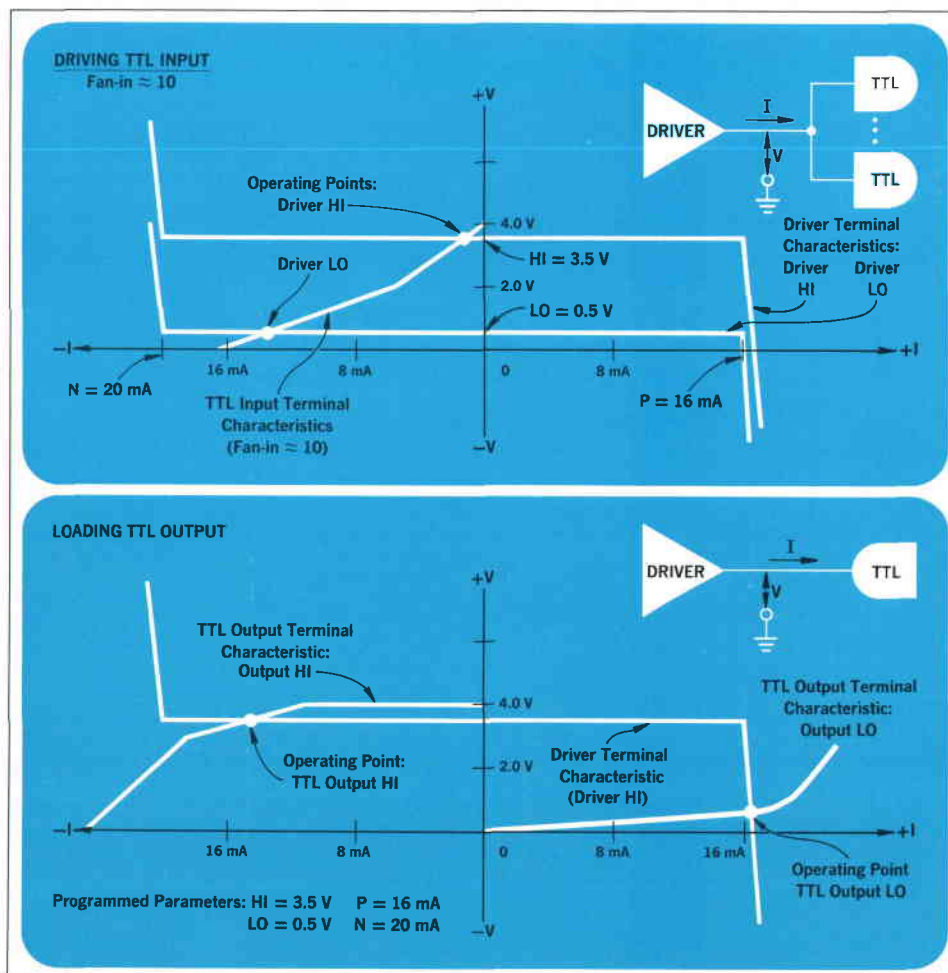 DRIVING TTL INPUT
Fan-in ≈ 10
+V
DRIVER
I
V
TTL
TTL
Operating Points:
Driver HI
Driver LO
4.0 V
HI = 3.5 V
2.0 V
LO = 0.5 V
Driver Terminal
Characteristics:
Driver Driver
HI LO
-I
+I
16 mA
8 mA
0
8 mA
N = 20 mA
P = 16 mA
TTL Input Terminal
Characteristics
(Fan-in ≈ 10)
-V
LOADING TTL OUTPUT
+V
DRIVER
I
V
TTL
TTL Output Terminal
Characteristic:
Output HI
4.0 V
2.0 V
Operating Point:
TTL Output HI
Driver Terminal
Characteristic
(Driver HI)
TTL Output Terminal
Characteristic:
Output LO
-I
+I
16 mA
8 mA
0
8 mA
16 mA
Operating Point
TTL Output LO
Programmed Parameters: HI = 3.5 V P = 16 mA
LO = 0.5 V N = 20 mA
-V